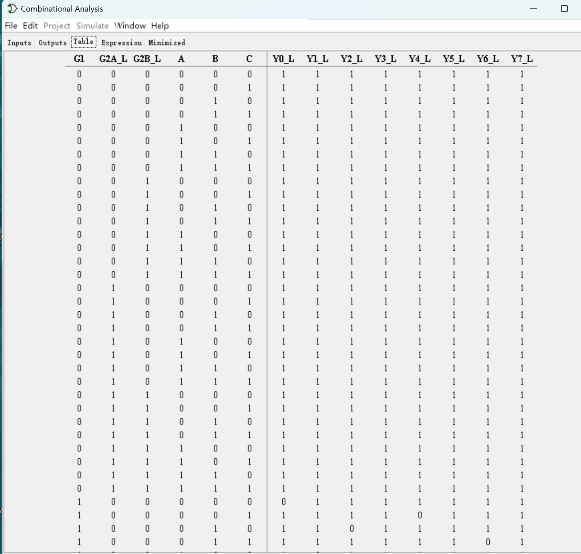 Combinational Analysis
File Edit Project Simulate Window Help
Inputs Outputs Table Expression Minimized
G1 G2A_L G2B_L A B C Y0_L Y1_L Y2_L Y3_L Y4_L Y5_L Y6_L Y7_L
0 0 0 0 0 0 1 1 1 1 1 1 1 1
0 0 0 0 0 1 1 1 1 1 1 1 1 1
0 0 0 0 1 0 1 1 1 1 1 1 1 1
0 0 0 0 1 1 1 1 1 1 1 1 1 1
0 0 0 1 0 0 1 1 1 1 1 1 1 1
0 0 0 1 0 1 1 1 1 1 1 1 1 1
0 0 0 1 1 0 1 1 1 1 1 1 1 1
0 0 0 1 1 1 1 1 1 1 1 1 1 1
0 0 1 0 0 0 1 1 1 1 1 1 1 1
0 0 1 0 0 1 1 1 1 1 1 1 1 1
0 0 1 0 1 0 1 1 1 1 1 1 1 1
0 0 1 0 1 1 1 1 1 1 1 1 1 1
0 0 1 1 0 0 1 1 1 1 1 1 1 1
0 0 1 1 0 1 1 1 1 1 1 1 1 1
0 0 1 1 1 0 1 1 1 1 1 1 1 1
0 0 1 1 1 1 1 1 1 1 1 1 1 1
0 1 0 0 0 0 1 1 1 1 1 1 1 1
0 1 0 0 0 1 1 1 1 1 1 1 1 1
0 1 0 0 1 0 1 1 1 1 1 1 1 1
0 1 0 0 1 1 1 1 1 1 1 1 1 1
0 1 0 1 0 0 1 1 1 1 1 1 1 1
0 1 0 1 0 1 1 1 1 1 1 1 1 1
0 1 0 1 1 0 1 1 1 1 1 1 1 1
0 1 0 1 1 1 1 1 1 1 1 1 1 1
0 1 1 0 0 0 1 1 1 1 1 1 1 1
0 1 1 0 0 1 1 1 1 1 1 1 1 1
0 1 1 0 1 0 1 1 1 1 1 1 1 1
0 1 1 0 1 1 1 1 1 1 1 1 1 1
0 1 1 1 0 0 1 1 1 1 1 1 1 1
0 1 1 1 0 1 1 1 1 1 1 1 1 1
0 1 1 1 1 0 1 1 1 1 1 1 1 1
0 1 1 1 1 1 1 1 1 1 1 1 1 1
1 0 0 0 0 0 0 1 1 1 1 1 1 1
1 0 0 0 0 1 1 1 1 1 0 1 1 1
1 0 0 0 1 0 1 1 0 1 1 1 1 1
1 0 0 0 1 1 1 1 1 1 1 1 0 1